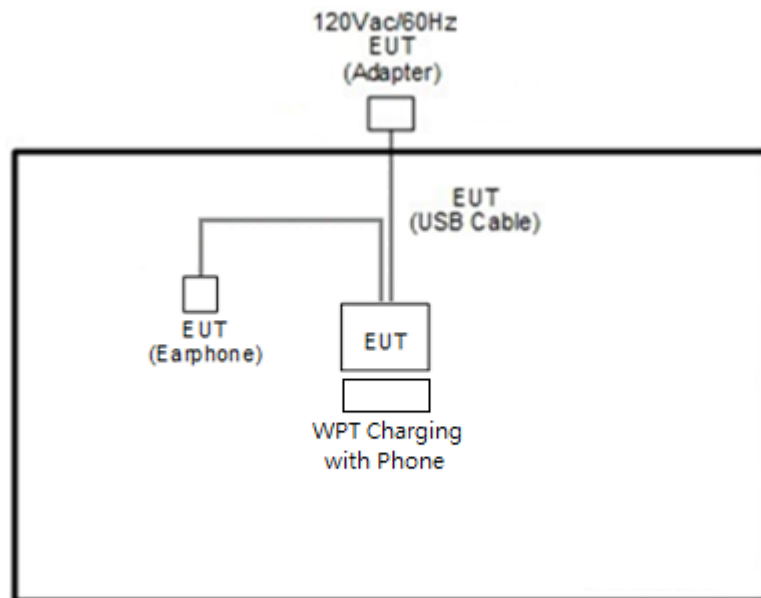 120Vac/60Hz
EUT
(Adapter)
EUT
(USB Cable)
EUT
(Earphone)
EUT
WPT Charging
with Phone